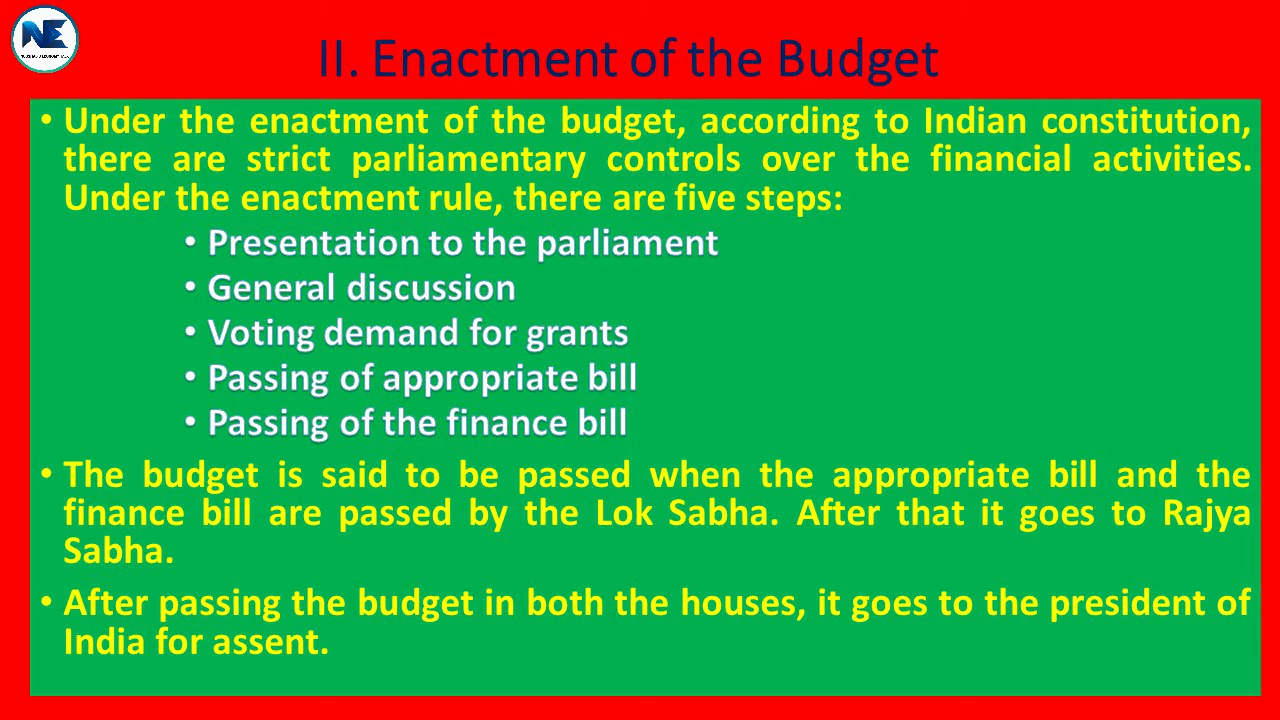 NE
II. Enactment of the Budget
• Under the enactment of the budget, according to Indian constitution,
there are strict parliamentary controls over the financial activities.
Under the enactment rule, there are five steps:
• Presentation to the parliament
• General discussion
• Voting demand for grants
• Passing of appropriate bill
• Passing of the finance bill
• The budget is said to be passed when the appropriate bill and the
finance bill are passed by the Lok Sabha. After that it goes to Rajya
Sabha.
• After passing the budget in both the houses, it goes to the president of
India for assent.